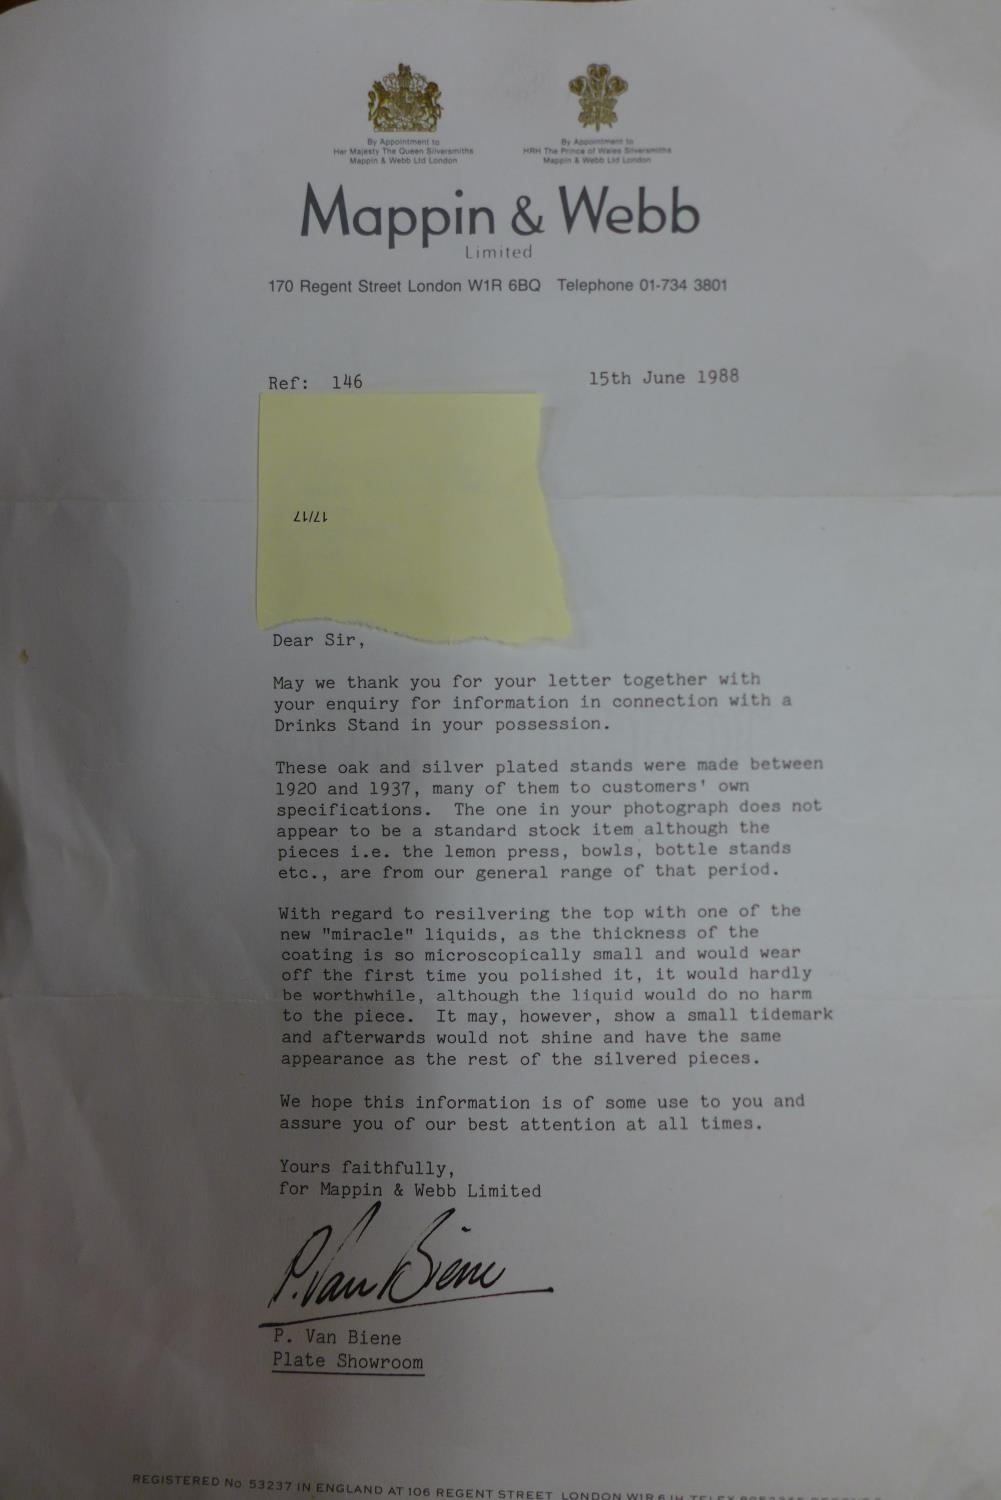 By Appointment to
Her Majesty The Queen Silversmiths
Mappin & Webb Ltd London
By Appointment to
HRH The Prince of Wales Silversmiths
Mappin & Webb Ltd London
Mappin & Webb
Limited
170 Regent Street London W1R 6BQ Telephone 01-734 3801
Ref: 146 15th June 1988
17/17
Dear Sir,
May we thank you for your letter together with
your enquiry for information in connection with a
Drinks Stand in your possession.
These oak and silver plated stands were made between
1920 and 1937, many of them to customers' own
specifications. The one in your photograph does not
appear to be a standard stock item although the
pieces i.e. the lemon press, bowls, bottle stands
etc., are from our general range of that period.
With regard to resilvering the top with one of the
new "miracle" liquids, as the thickness of the
coating is so microscopically small and would wear
off the first time you polished it, it would hardly
be worthwhile, although the liquid would do no harm
to the piece. It may, however, show a small tidemark
and afterwards would not shine and have the same
appearance as the rest of the silvered pieces.
We hope this information is of some use to you and
assure you of our best attention at all times.
Yours faithfully,
for Mappin & Webb Limited
P. Van Biene
P. Van Biene
Plate Showroom
REGISTERED No. 53237 IN ENGLAND AT 106 REGENT STREET LONDON W1R 6